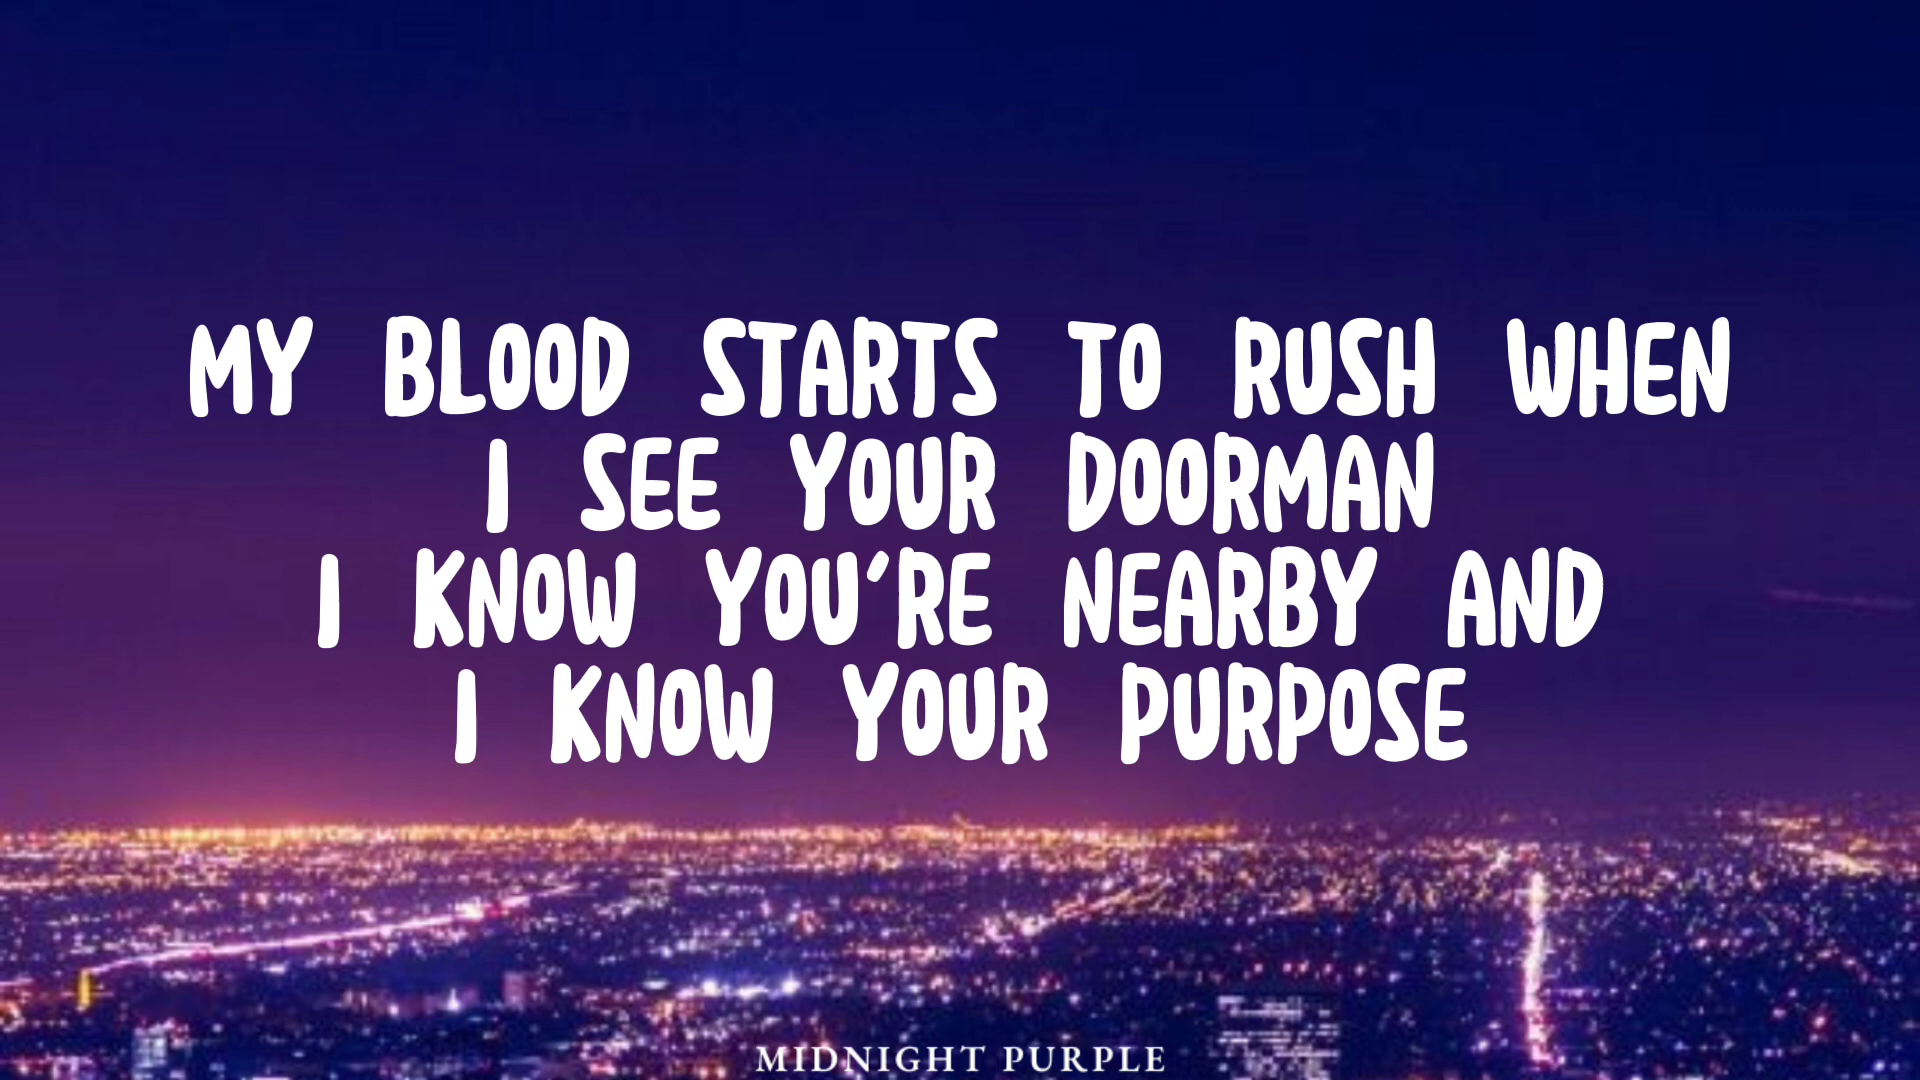 MY BLOOD STARTS TO RUSH WHEN
I SEE YOUR DOORMAN
I KNOW YOU'RE NEARBY AND
I KNOW YOUR PURPOSE
MIDNIGHT PURPLE